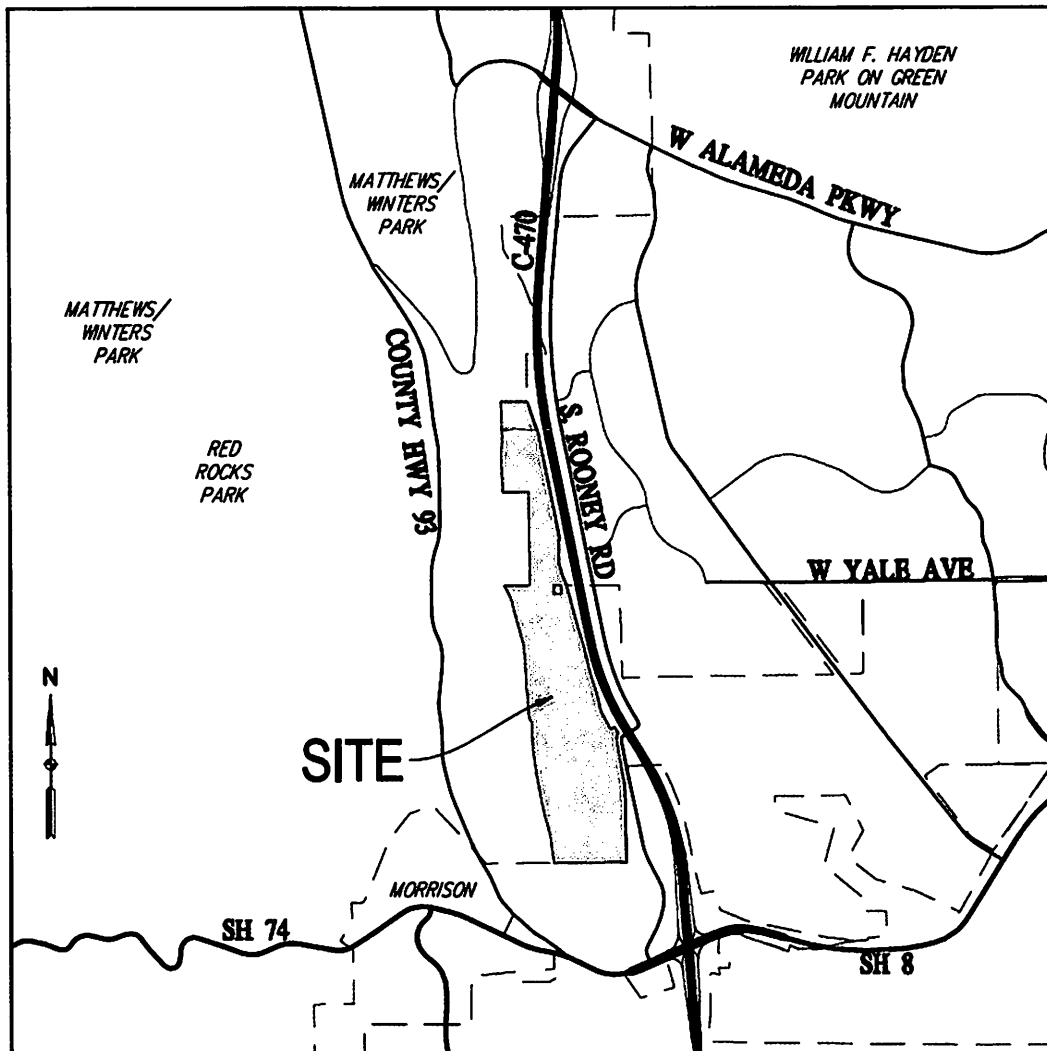 WILLIAM F. HAYDEN
PARK ON GREEN
MOUNTAIN
W ALAMEDA PKWY
MATTHEWS/
WINTERS
PARK
C-470
MATTHEWS/
WINTERS
PARK
COUNTY HWY 93
S. ROONEY RD
RED
ROCKS
PARK
W YALE AVE
N
SITE
MORRISON
SH 74
SH 8